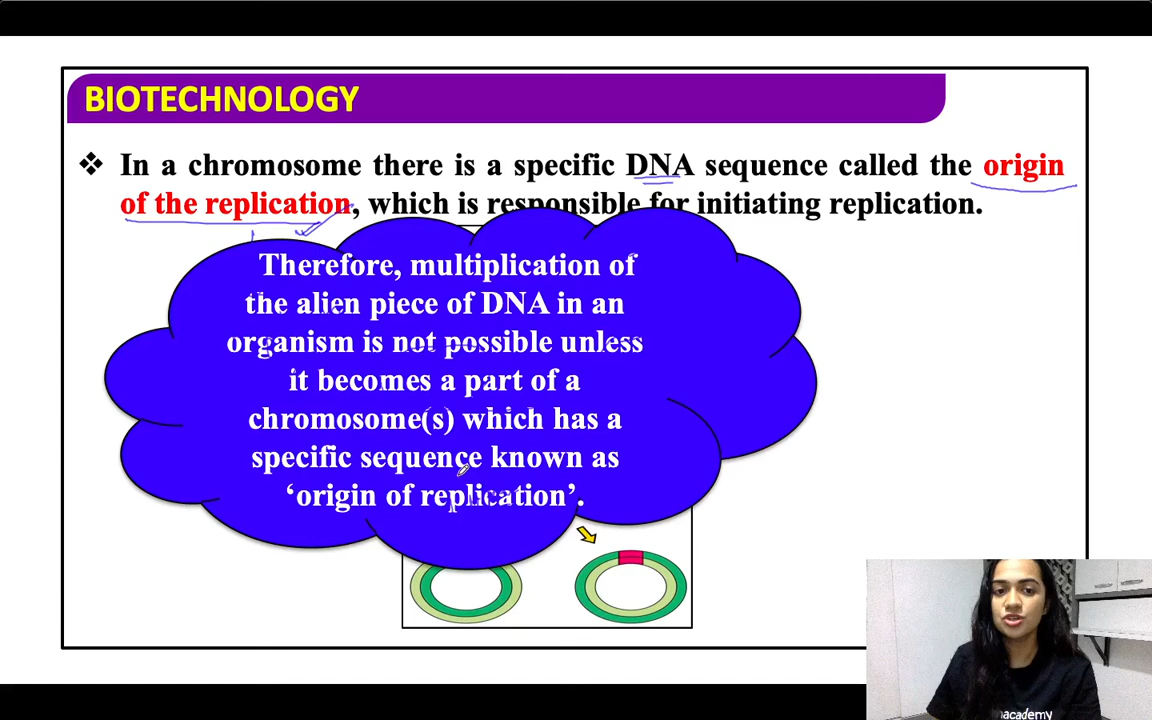 BIOTECHNOLOGY
❖ In a chromosome there is a specific DNA sequence called the origin
of the replication, which is responsible for initiating replication.
Therefore, multiplication of
the alien piece of DNA in an
organism is not possible unless
it becomes a part of a
chromosome(s) which has a
specific sequence known as
‘origin of replication’.
nacademy